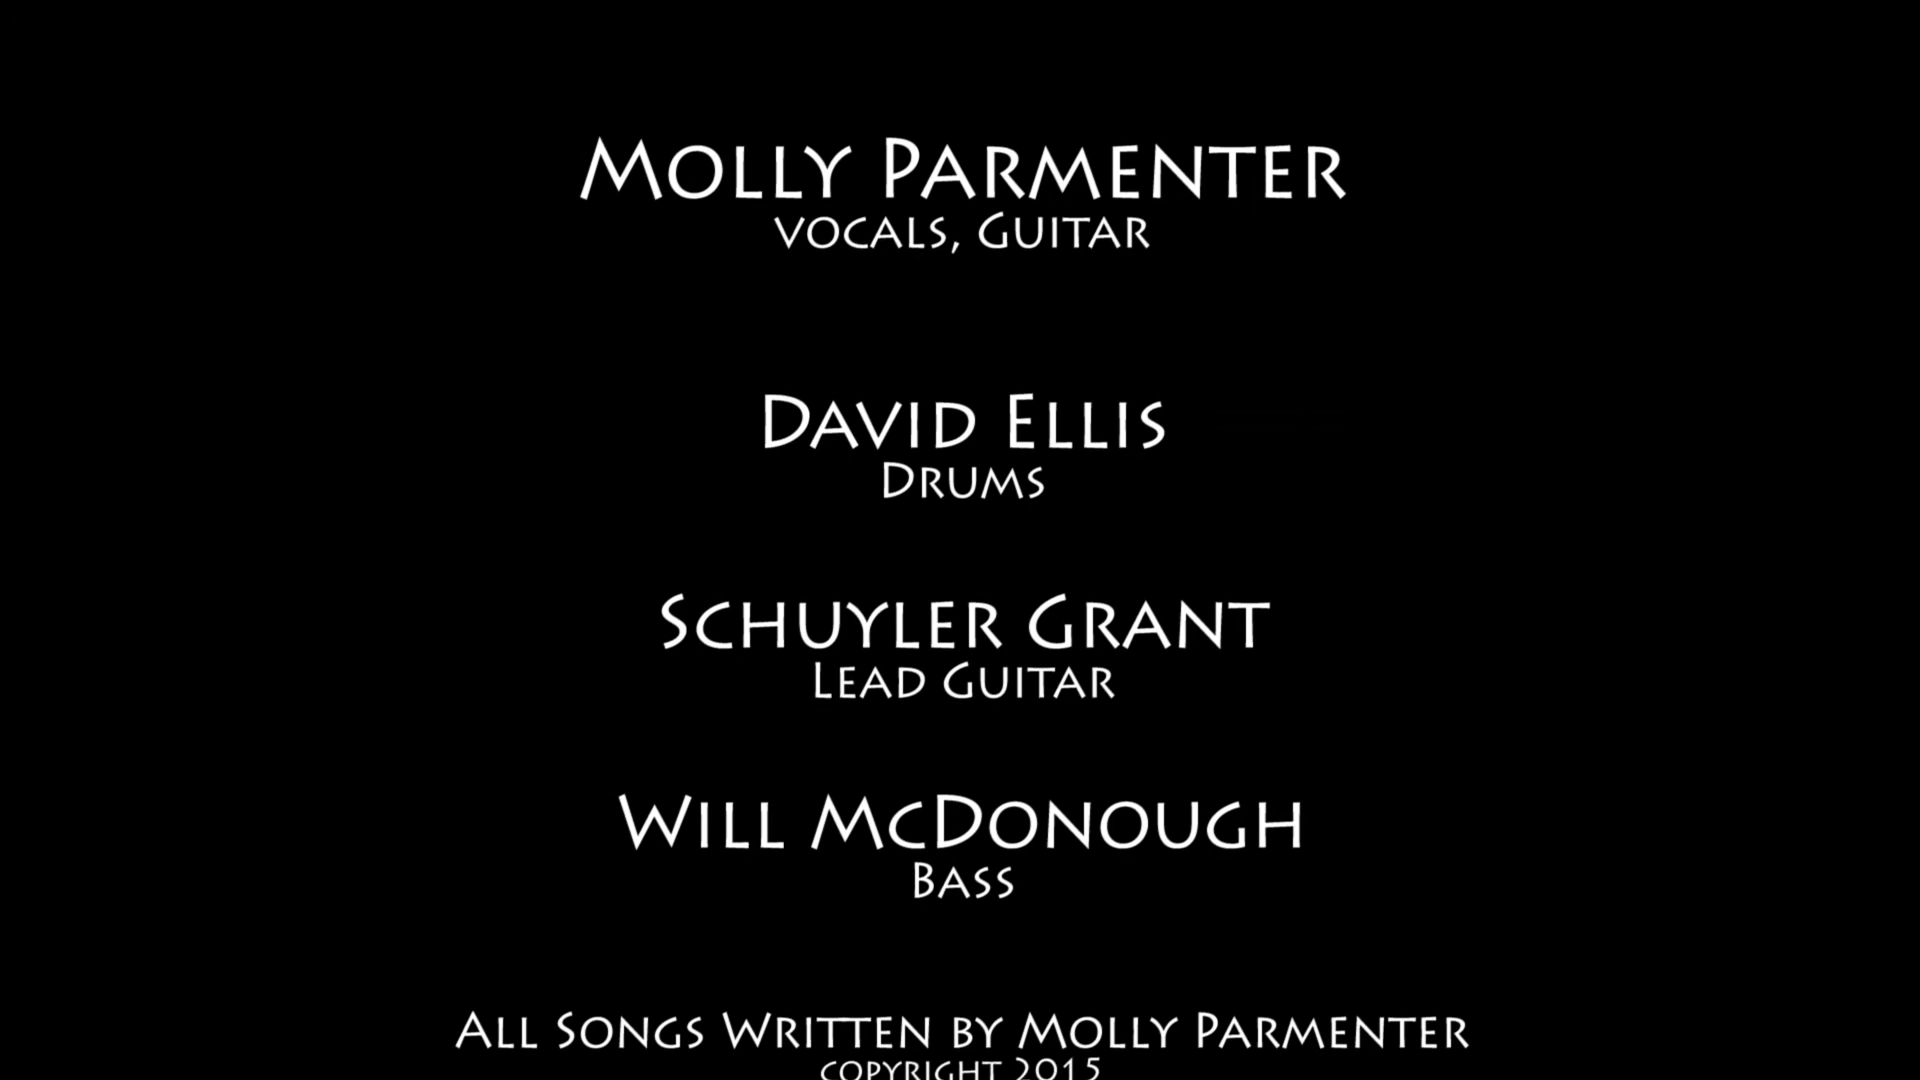 Molly Parmenter
vocals, Guitar
David Ellis
Drums
Schuyler Grant
Lead Guitar
Will McDonough
Bass
All Songs Written by Molly Parmenter
copyright 2015